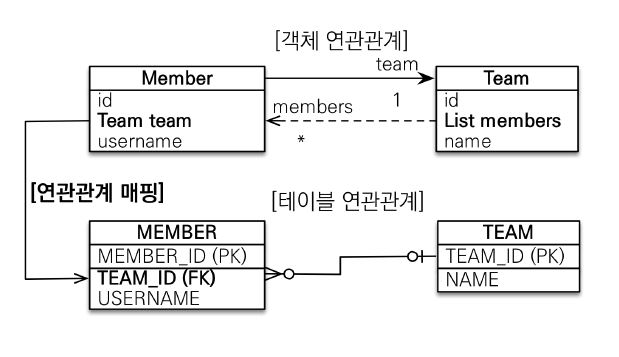 [객체 연관관계]
Member
id
Team team
username
team
1
members
*
Team
id
List members
name
[연관관계 매핑]
[테이블 연관관계]
MEMBER
MEMBER_ID (PK)
TEAM_ID (FK)
USERNAME
TEAM
TEAM_ID (PK)
NAME